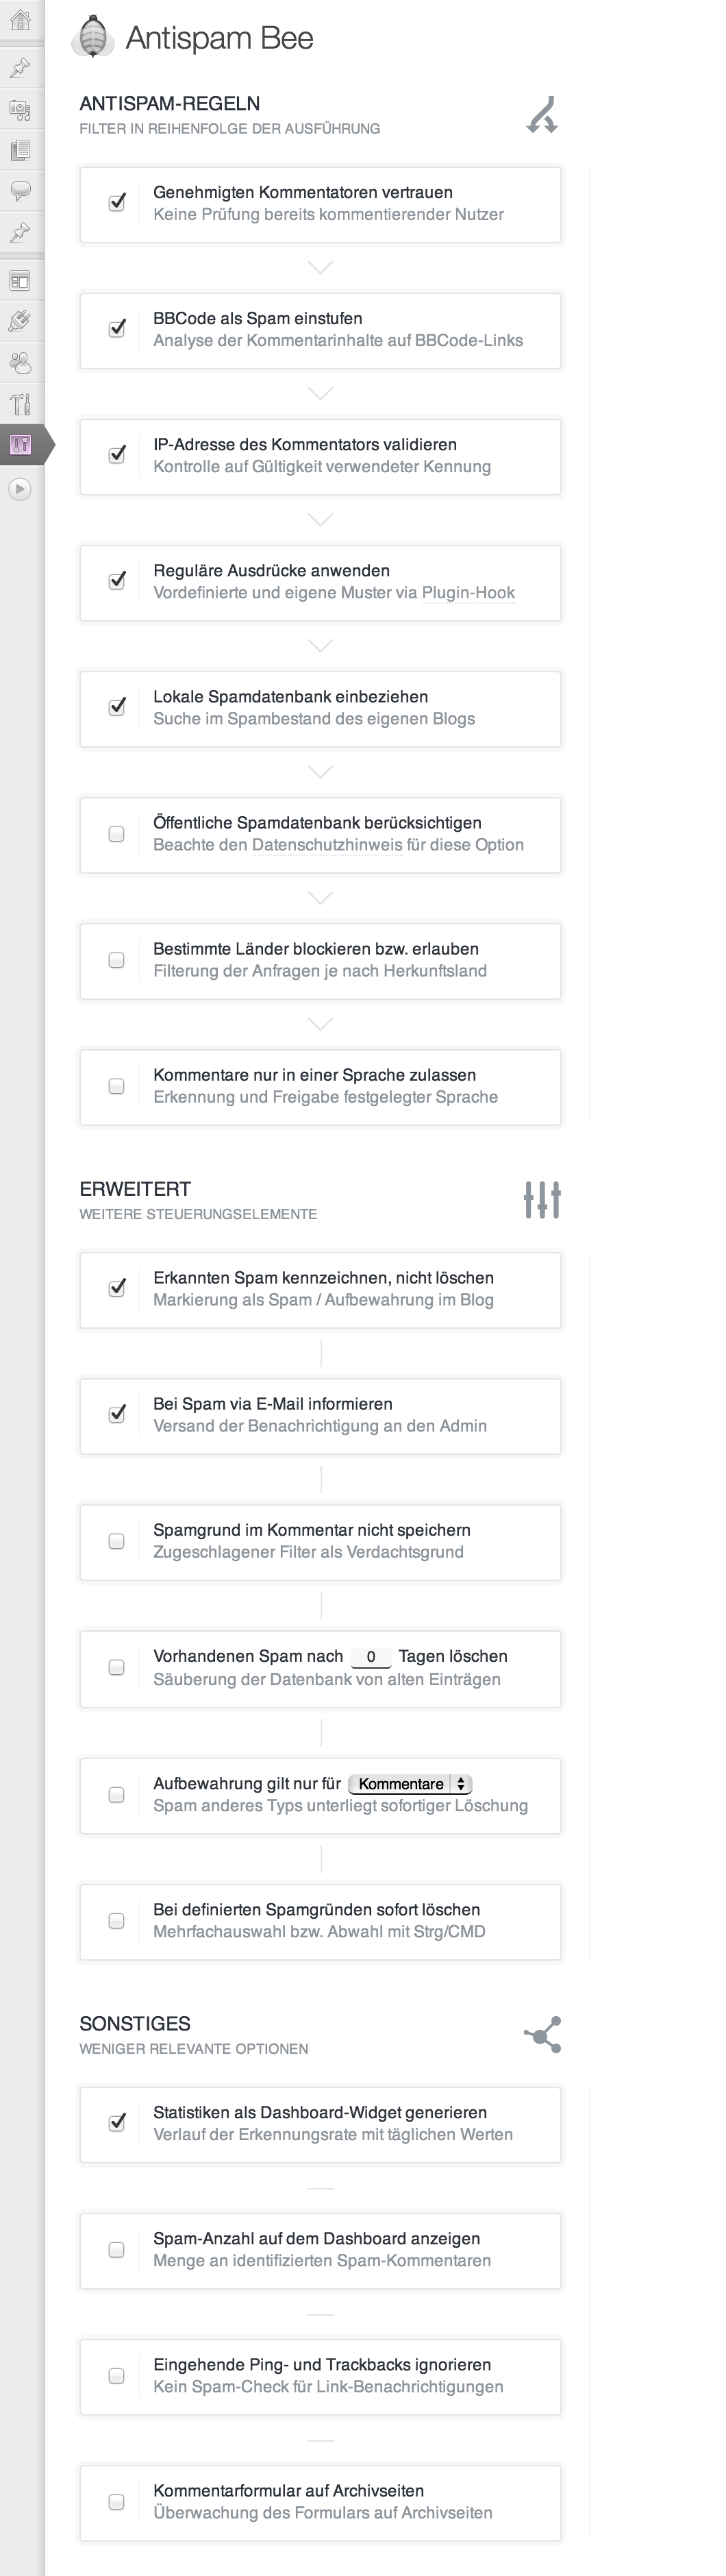 Antispam Bee
ANTISPAM-REGELN
FILTER IN REIHENFOLGE DER AUSFÜHRUNG
Genehmigten Kommentatoren vertrauen
Keine Prüfung bereits kommentierender Nutzer
BBCode als Spam einstufen
Analyse der Kommentarinhalte auf BBCode-Links
IP-Adresse des Kommentators validieren
Kontrolle auf Gültigkeit verwendeter Kennung
Reguläre Ausdrücke anwenden
Vordefinierte und eigene Muster via Plugin-Hook
Lokale Spamdatenbank einbeziehen
Suche im Spambestand des eigenen Blogs
Öffentliche Spamdatenbank berücksichtigen
Beachte den Datenschutzhinweis für diese Option
Bestimmte Länder blockieren bzw. erlauben
Filterung der Anfragen je nach Herkunftsland
Kommentare nur in einer Sprache zulassen
Erkennung und Freigabe festgelegter Sprache
ERWEITERT
WEITERE STEUERUNGSELEMENTE
Erkannten Spam kennzeichnen, nicht löschen
Markierung als Spam / Aufbewahrung im Blog
Bei Spam via E-Mail informieren
Versand der Benachrichtigung an den Admin
Spamgrund im Kommentar nicht speichern
Zugeschlagener Filter als Verdachtsgrund
Vorhandenen Spam nach 0 Tagen löschen
Säuberung der Datenbank von alten Einträgen
Aufbewahrung gilt nur für Kommentare
Spam anderes Typs unterliegt sofortiger Löschung
Bei definierten Spamgründen sofort löschen
Mehrfachauswahl bzw. Abwahl mit Strg/CMD
SONSTIGES
WENIGER RELEVANTE OPTIONEN
Statistiken als Dashboard-Widget generieren
Verlauf der Erkennungsrate mit täglichen Werten
Spam-Anzahl auf dem Dashboard anzeigen
Menge an identifizierten Spam-Kommentaren
Eingehende Ping- und Trackbacks ignorieren
Kein Spam-Check für Link-Benachrichtigungen
Kommentarformular auf Archivseiten
Überwachung des Formulars auf Archivseiten